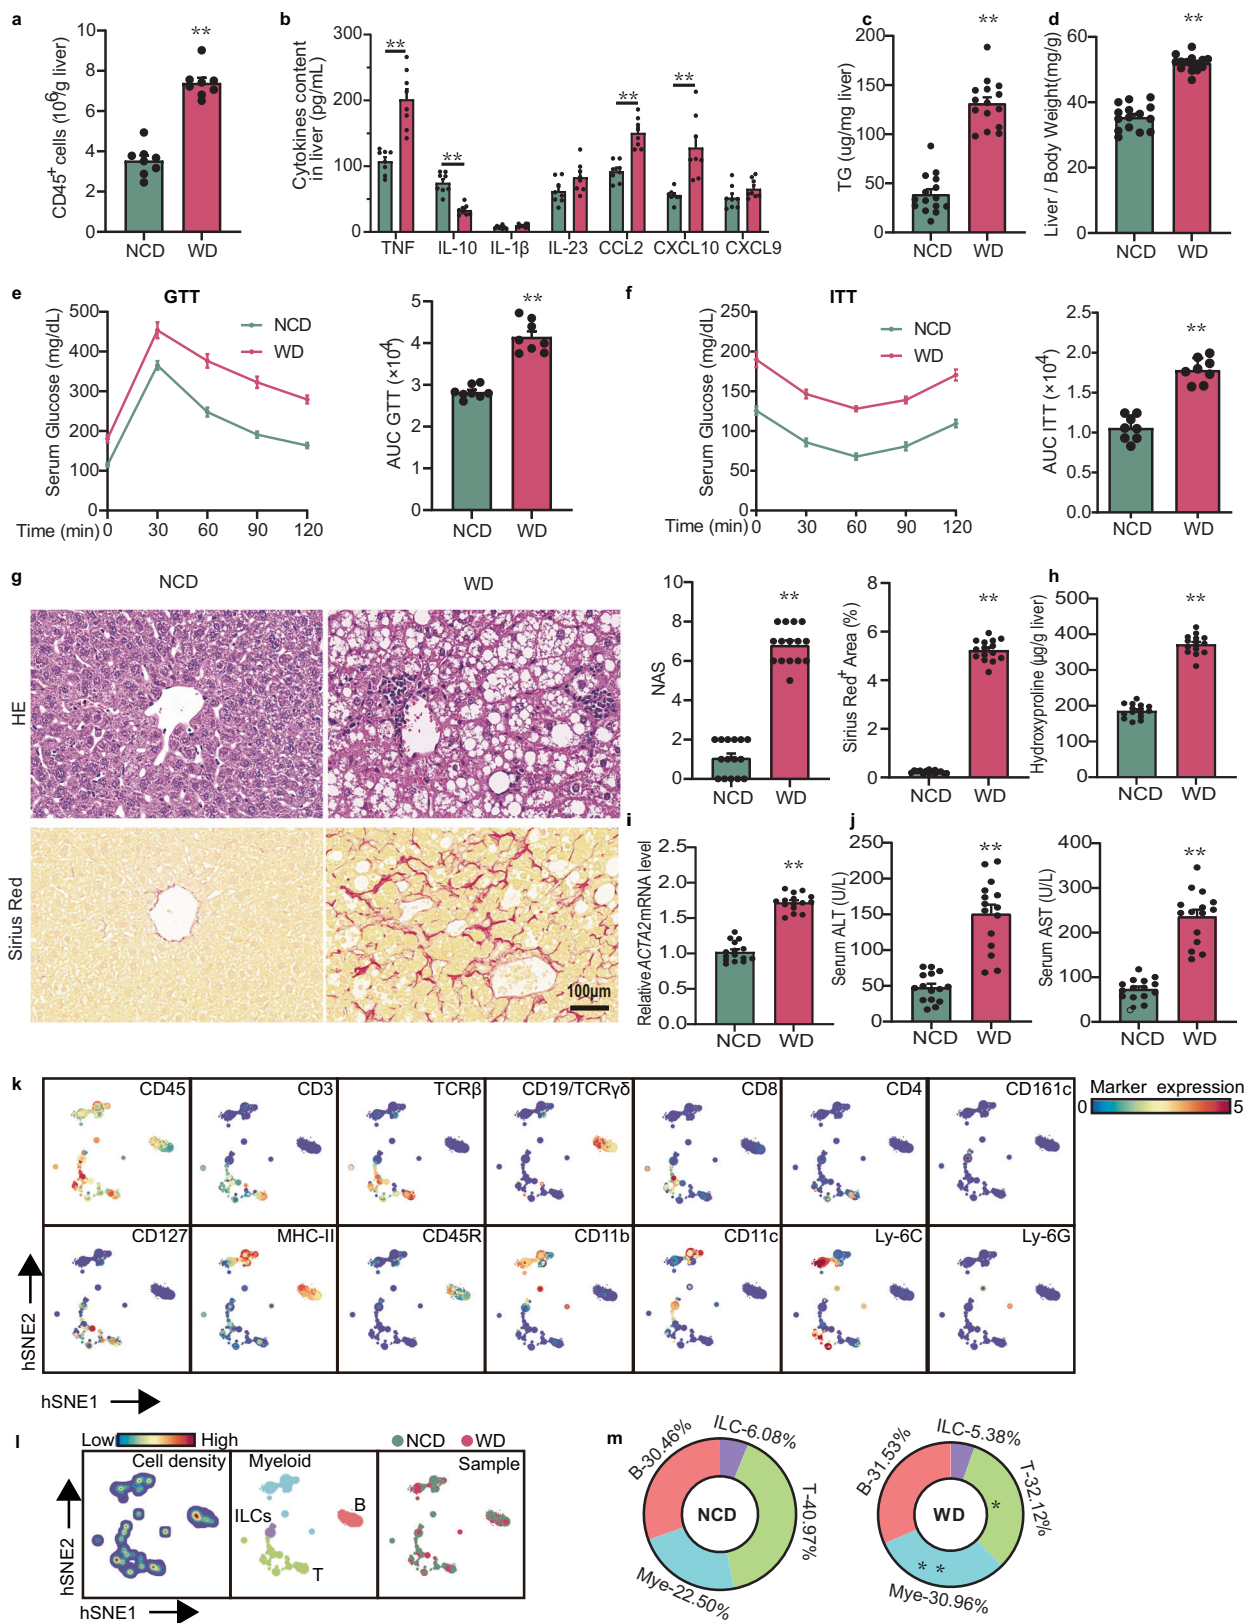 a
CD45+ cells (10^6/g liver)
10
8
6
4
2
0
**
NCD
WD
b
Cytokines content
in liver (pg/mL)
300
200
100
0
**
**
**
**
TNF
IL-10
IL-1β
IL-23
CCL2
CXCL10
CXCL9
c
TG (ug/mg liver)
200
150
100
50
0
**
NCD
WD
d
Liver / Body Weight(mg/g)
60
40
20
0
**
NCD
WD
e
GTT
Serum Glucose (mg/dL)
500
400
300
200
100
0
NCD
WD
Time (min)
0
30
60
90
120
AUC GTT (×10^4)
5
4
3
2
1
0
**
NCD
WD
f
ITT
Serum Glucose (mg/dL)
250
200
150
100
50
0
NCD
WD
Time (min)
0
30
60
90
120
AUC ITT (×10^4)
2.5
2.0
1.5
1.0
0.5
0.0
**
NCD
WD
g
NCD
WD
HE
Sirius Red
100μm
NAS
10
8
6
4
2
0
**
NCD
WD
Sirius Red+ Area (%)
8
6
4
2
0
**
NCD
WD
h
Hydroxyproline (μg/g liver)
500
400
300
200
100
0
**
NCD
WD
i
Relative ACTA2 mRNA level
2.5
2.0
1.5
1.0
0.5
0.0
**
NCD
WD
j
Serum ALT (U/L)
250
200
150
100
50
0
**
NCD
WD
Serum AST (U/L)
400
300
200
100
0
**
NCD
WD
k
CD45
CD3
TCRβ
CD19/TCRγδ
CD8
CD4
CD161c
Marker expression
0
5
CD127
MHC-II
CD45R
CD11b
CD11c
Ly-6C
Ly-6G
hSNE2
hSNE1
l
Low
High
NCD
WD
Cell density
Myeloid
ILCs
B
T
Sample
hSNE2
hSNE1
m
B-30.46%
ILC-6.08%
T-40.97%
Mye-22.50%
NCD
B-31.53%
ILC-5.38%
T-32.12%
Mye-30.96%
WD
*
* *